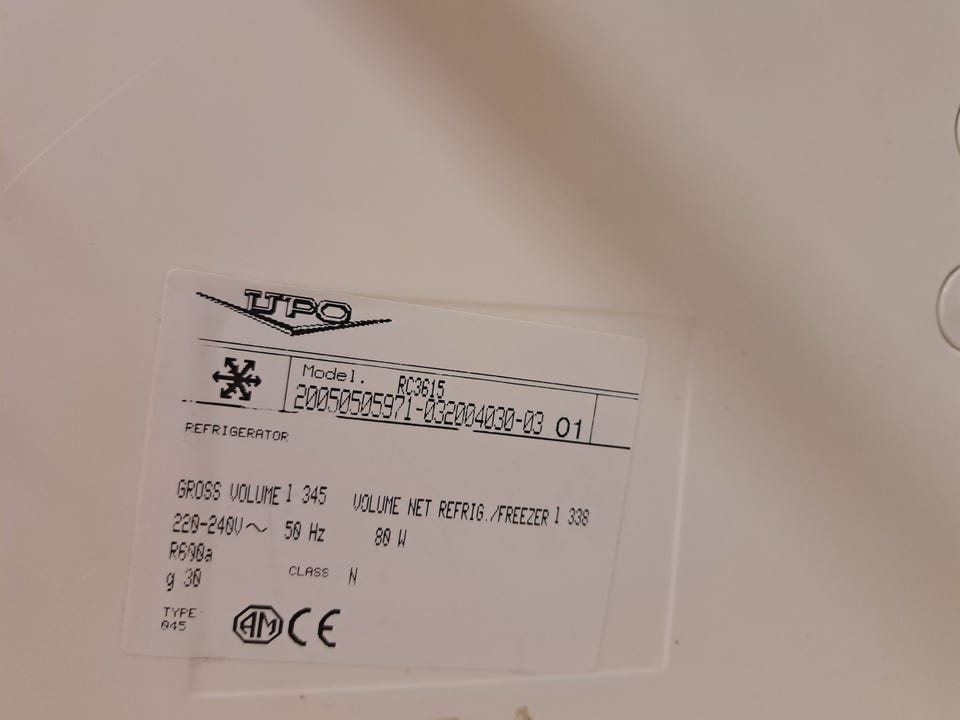 UPO
Model. RC3615
20050505971-032004030-03 01
REFRIGERATOR
GROSS VOLUME l 345 VOLUME NET REFRIG./FREEZER l 338
220-240V~ 50 Hz 80 W
R600a
g 30 CLASS N
TYPE
045 AM CE